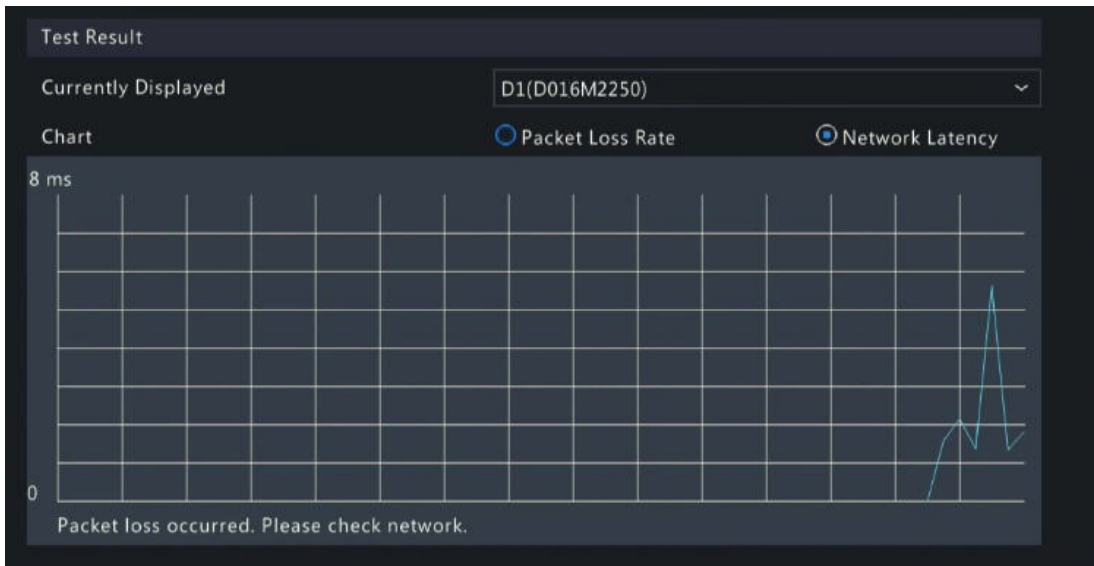 Test Result
Currently Displayed D1(D016M2250)
Chart Packet Loss Rate Network Latency
8 ms
0
Packet loss occurred. Please check network.